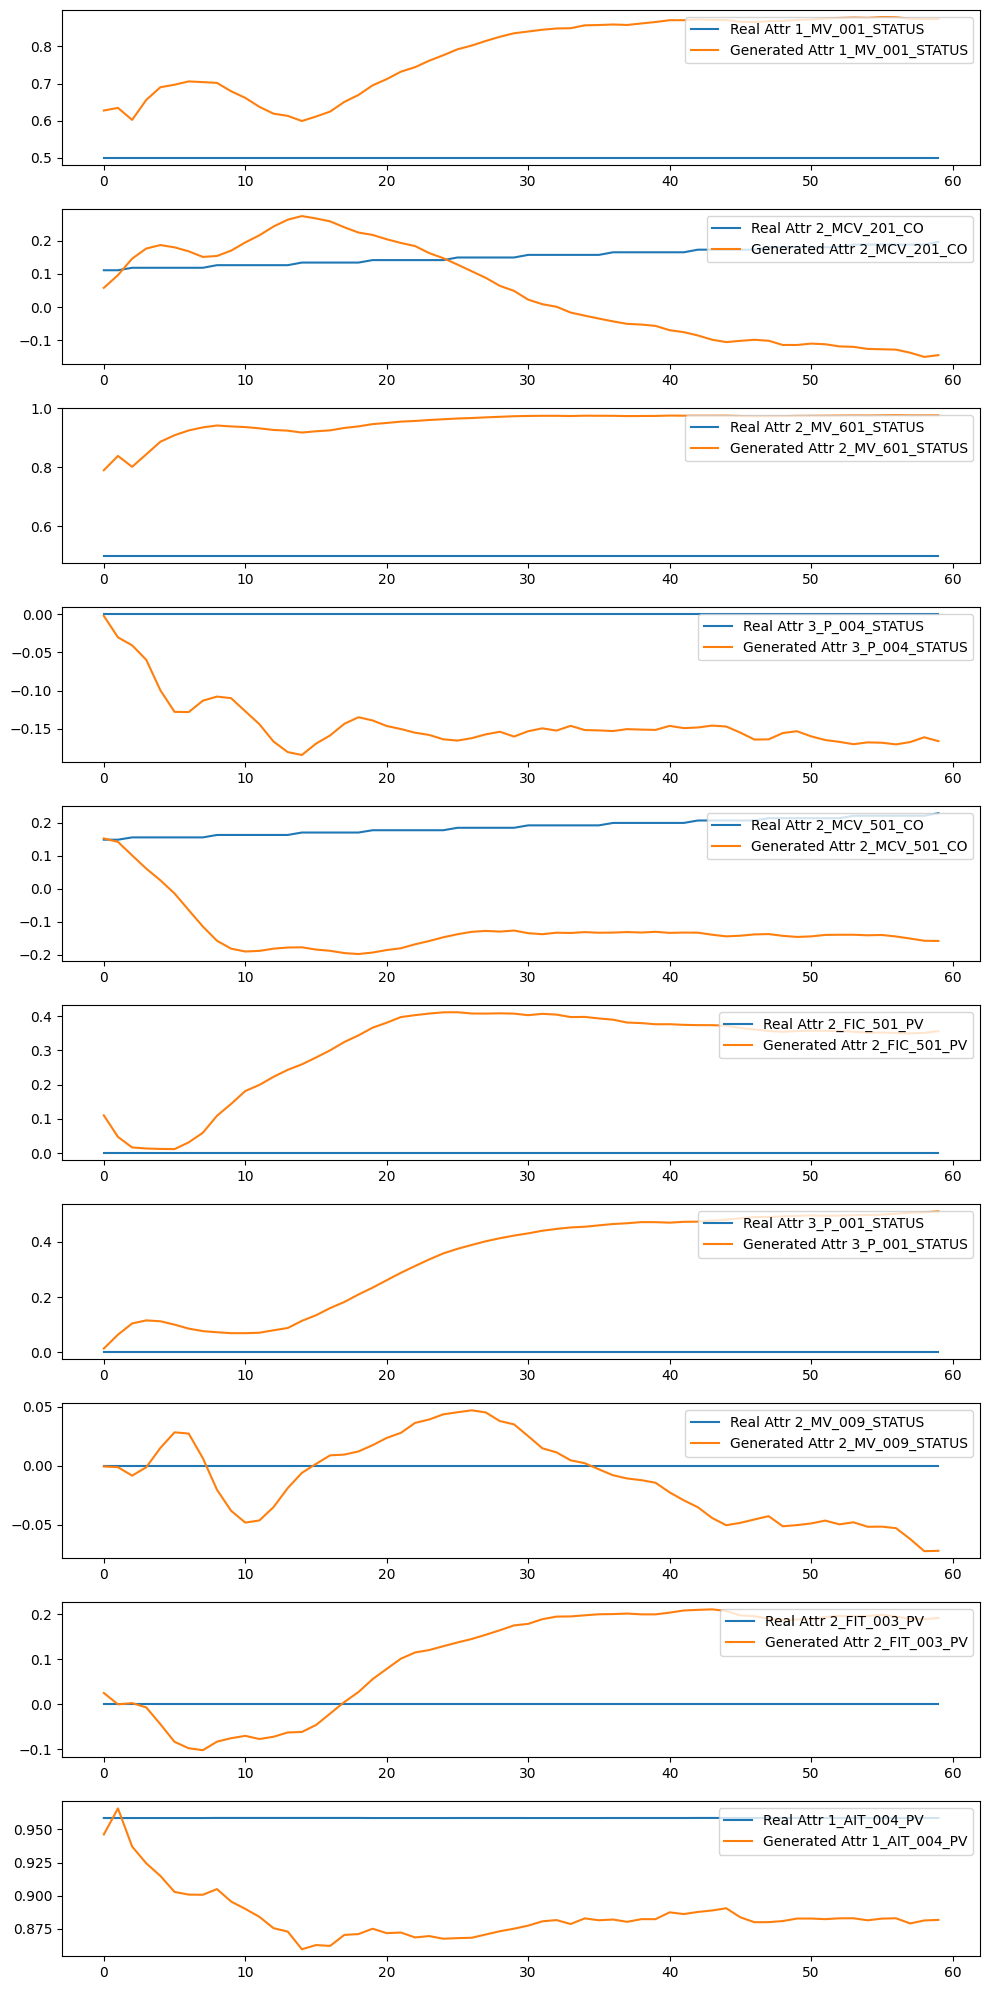 0.8
0.7
0.6
0.5
Real Attr 1_MV_001_STATUS
Generated Attr 1_MV_001_STATUS
0 10 20 30 40 50 60
0.2
0.1
0.0
−0.1
Real Attr 2_MCV_201_CO
Generated Attr 2_MCV_201_CO
0 10 20 30 40 50 60
1.0
0.8
0.6
Real Attr 2_MV_601_STATUS
Generated Attr 2_MV_601_STATUS
0 10 20 30 40 50 60
0.00
−0.05
−0.10
−0.15
Real Attr 3_P_004_STATUS
Generated Attr 3_P_004_STATUS
0 10 20 30 40 50 60
0.2
0.1
0.0
−0.1
−0.2
Real Attr 2_MCV_501_CO
Generated Attr 2_MCV_501_CO
0 10 20 30 40 50 60
0.4
0.3
0.2
0.1
0.0
Real Attr 2_FIC_501_PV
Generated Attr 2_FIC_501_PV
0 10 20 30 40 50 60
0.4
0.2
0.0
Real Attr 3_P_001_STATUS
Generated Attr 3_P_001_STATUS
0 10 20 30 40 50 60
0.05
0.00
−0.05
Real Attr 2_MV_009_STATUS
Generated Attr 2_MV_009_STATUS
0 10 20 30 40 50 60
0.2
0.1
0.0
−0.1
Real Attr 2_FIT_003_PV
Generated Attr 2_FIT_003_PV
0 10 20 30 40 50 60
0.950
0.925
0.900
0.875
Real Attr 1_AIT_004_PV
Generated Attr 1_AIT_004_PV
0 10 20 30 40 50 60